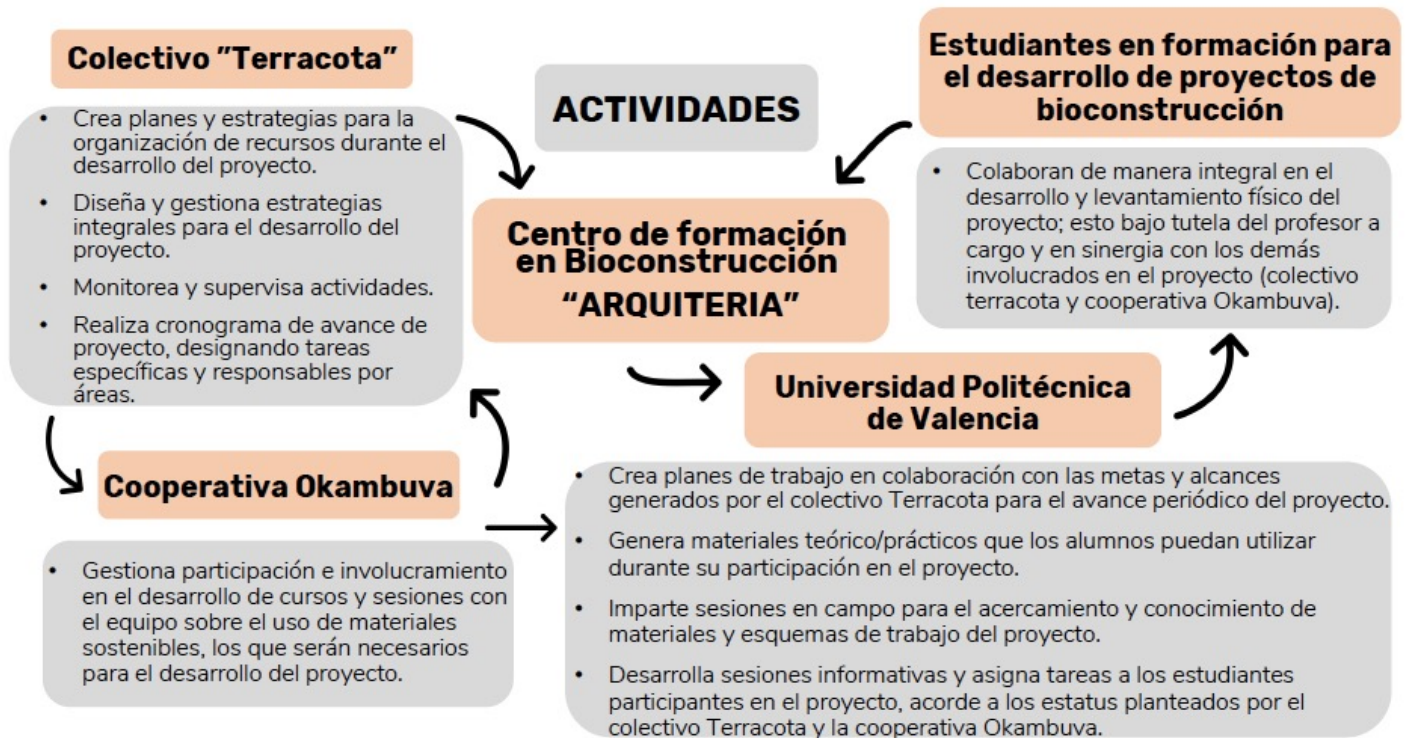 Colectivo "Terracota"
• Crea planes y estrategias para la
organización de recursos durante el
desarrollo del proyecto.
• Diseña y gestiona estrategias
integrales para el desarrollo del
proyecto.
• Monitorea y supervisa actividades.
• Realiza cronograma de avance de
proyecto, designando tareas
específicas y responsables por
áreas.
ACTIVIDADES
Centro de formación
en Bioconstrucción
“ARQUITERIA”
Estudiantes en formación para
el desarrollo de proyectos de
bioconstrucción
• Colaboran de manera integral en el
desarrollo y levantamiento físico del
proyecto; esto bajo tutela del profesor a
cargo y en sinergia con los demás
involucrados en el proyecto (colectivo
terracota y cooperativa Okambuva).
Cooperativa Okambuva
• Gestiona participación e involucramiento
en el desarrollo de cursos y sesiones con
el equipo sobre el uso de materiales
sostenibles, los que serán necesarios
para el desarrollo del proyecto.
Universidad Politécnica
de Valencia
• Crea planes de trabajo en colaboración con las metas y alcances
generados por el colectivo Terracota para el avance periódico del proyecto.
• Genera materiales teórico/prácticos que los alumnos puedan utilizar
durante su participación en el proyecto.
• Imparte sesiones en campo para el acercamiento y conocimiento de
materiales y esquemas de trabajo del proyecto.
• Desarrolla sesiones informativas y asigna tareas a los estudiantes
participantes en el proyecto, acorde a los estatus planteados por el
colectivo Terracota y la cooperativa Okambuva.